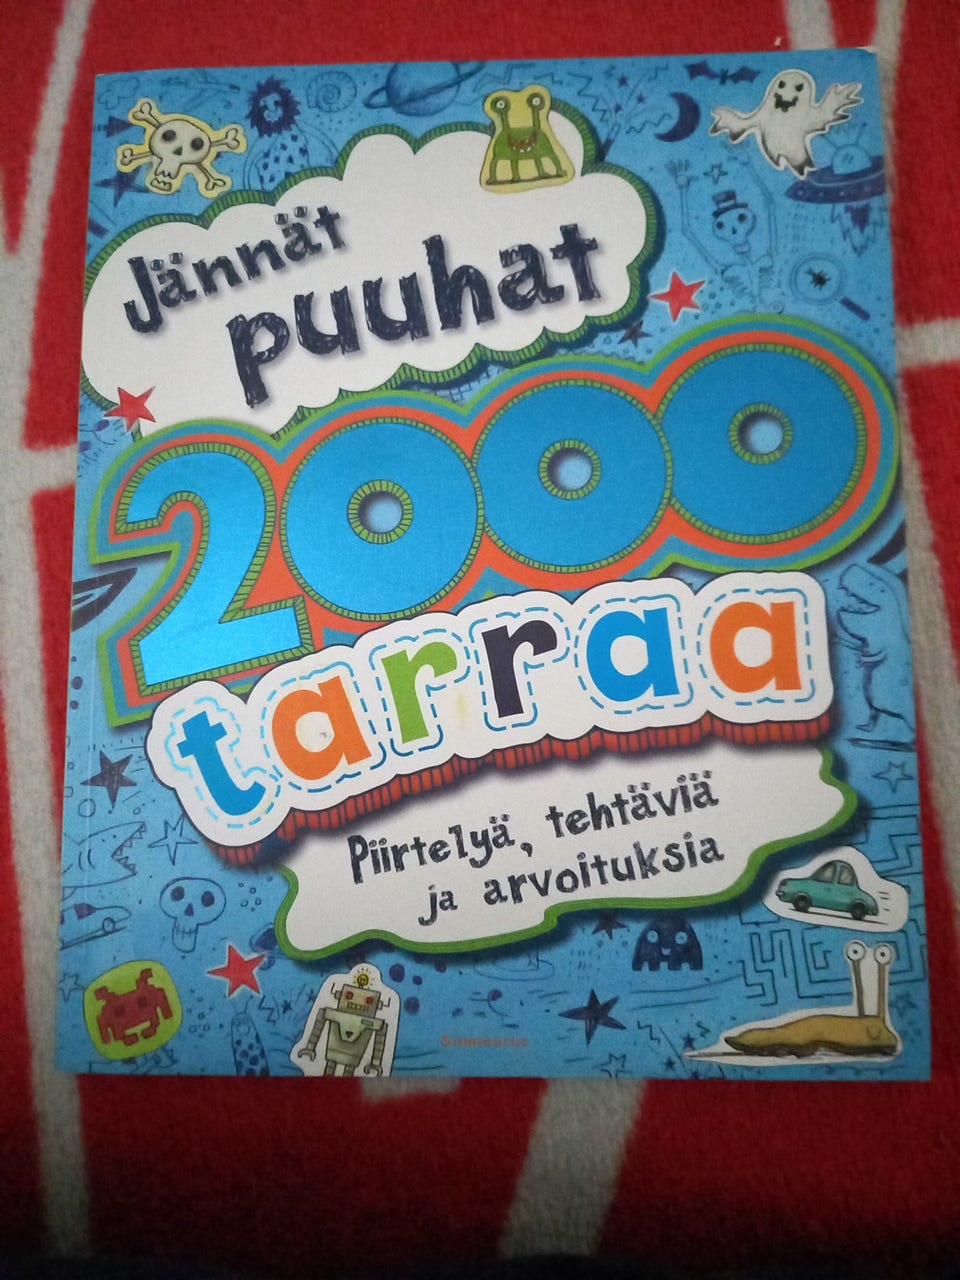 Jännät
puuhat
2000
tarraa
Piirtelyä, tehtäviä
ja arvoituksia